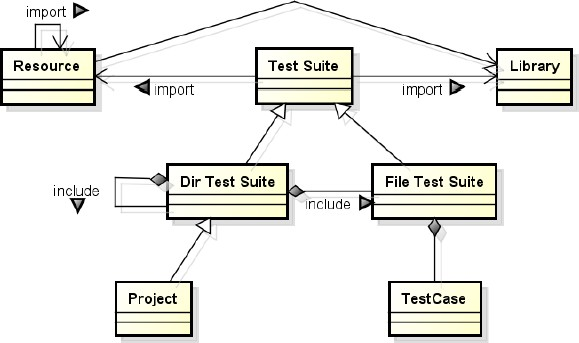 import
Resource
Test Suite
Library
import
import
Dir Test Suite
File Test Suite
include
include
Project
TestCase